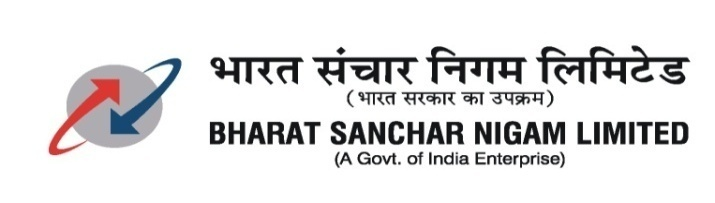 भारत संचार निगम लिमिटेड
(भारत सरकार का उपक्रम)
BHARAT SANCHAR NIGAM LIMITED
(A Govt. of India Enterprise)